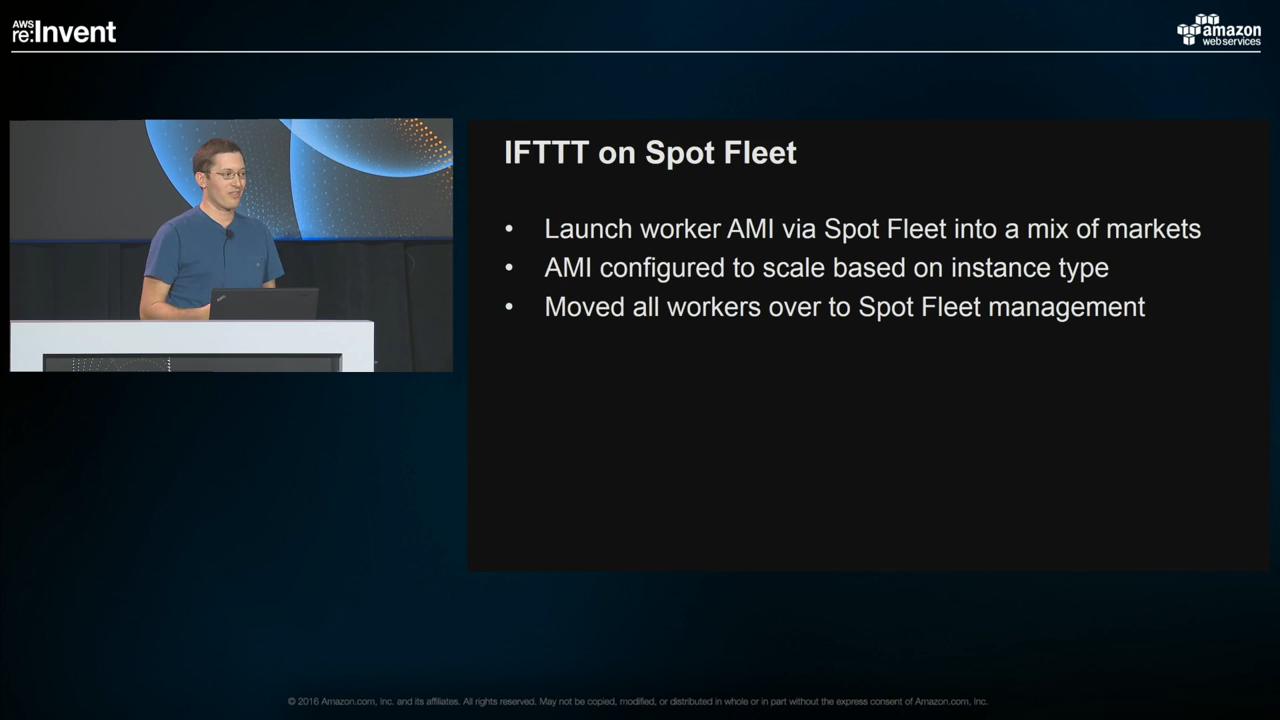 AWS
re:Invent
amazon
web services
IFTTT on Spot Fleet
• Launch worker AMI via Spot Fleet into a mix of markets
• AMI configured to scale based on instance type
• Moved all workers over to Spot Fleet management
© 2016 Amazon.com, Inc. and its affiliates. All rights reserved. May not be copied, modified, or distributed in whole or in part without the express consent of Amazon.com, Inc.